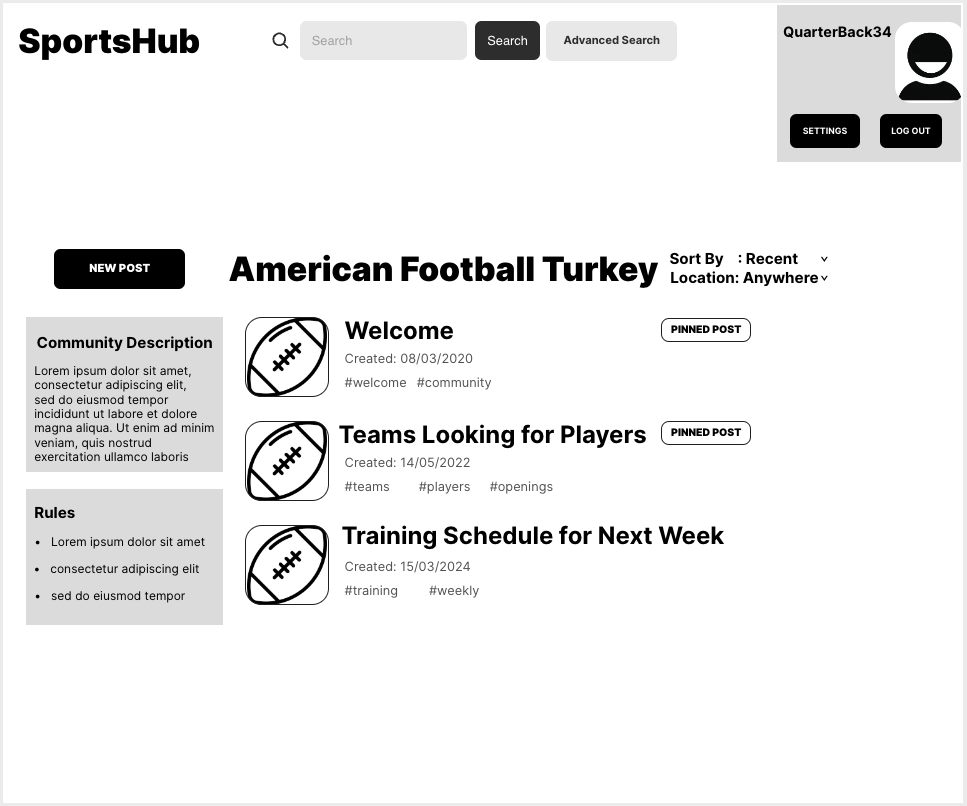 SportsHub
Search
Search
Advanced Search
QuarterBack34
SETTINGS
LOG OUT
NEW POST
American Football Turkey
Sort By : Recent
Location: Anywhere
Community Description
Lorem ipsum dolor sit amet,
consectetur adipiscing elit,
sed do eiusmod tempor
incididunt ut labore et dolore
magna aliqua. Ut enim ad minim
veniam, quis nostrud
exercitation ullamco laboris
Rules
• Lorem ipsum dolor sit amet
• consectetur adipiscing elit
• sed do eiusmod tempor
Welcome
PINNED POST
Created: 08/03/2020
#welcome #community
Teams Looking for Players
PINNED POST
Created: 14/05/2022
#teams #players #openings
Training Schedule for Next Week
Created: 15/03/2024
#training #weekly